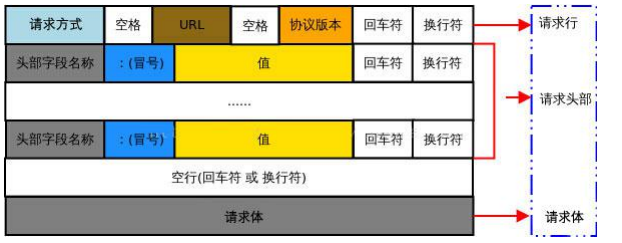 请求方式 空格 URL 空格 协议版本 回车符 换行符 请求行
头部字段名称 : (冒号) 值 回车符 换行符
...... 请求头部
头部字段名称 : (冒号) 值 回车符 换行符
空行(回车符 或 换行符)
请求体 请求体